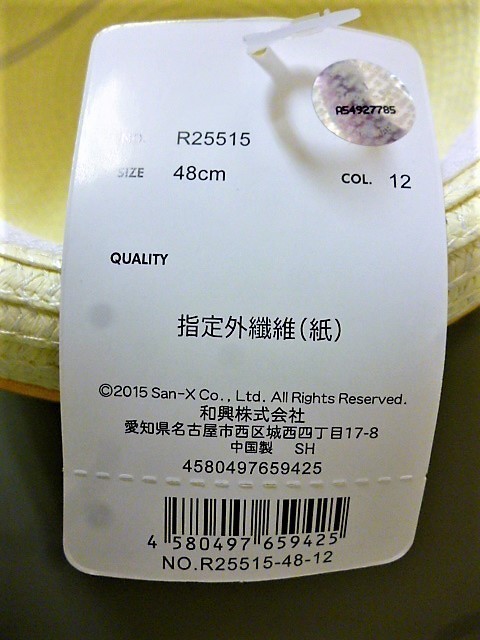 A54927785
NO. R25515
SIZE 48cm COL. 12
QUALITY
指定外繊維(紙)
©2015 San-X Co., Ltd. All Rights Reserved.
和興株式会社
愛知県名古屋市西区城西四丁目17-8
中国製 SH
4580497659425
4 580497 659425
NO.R25515-48-12